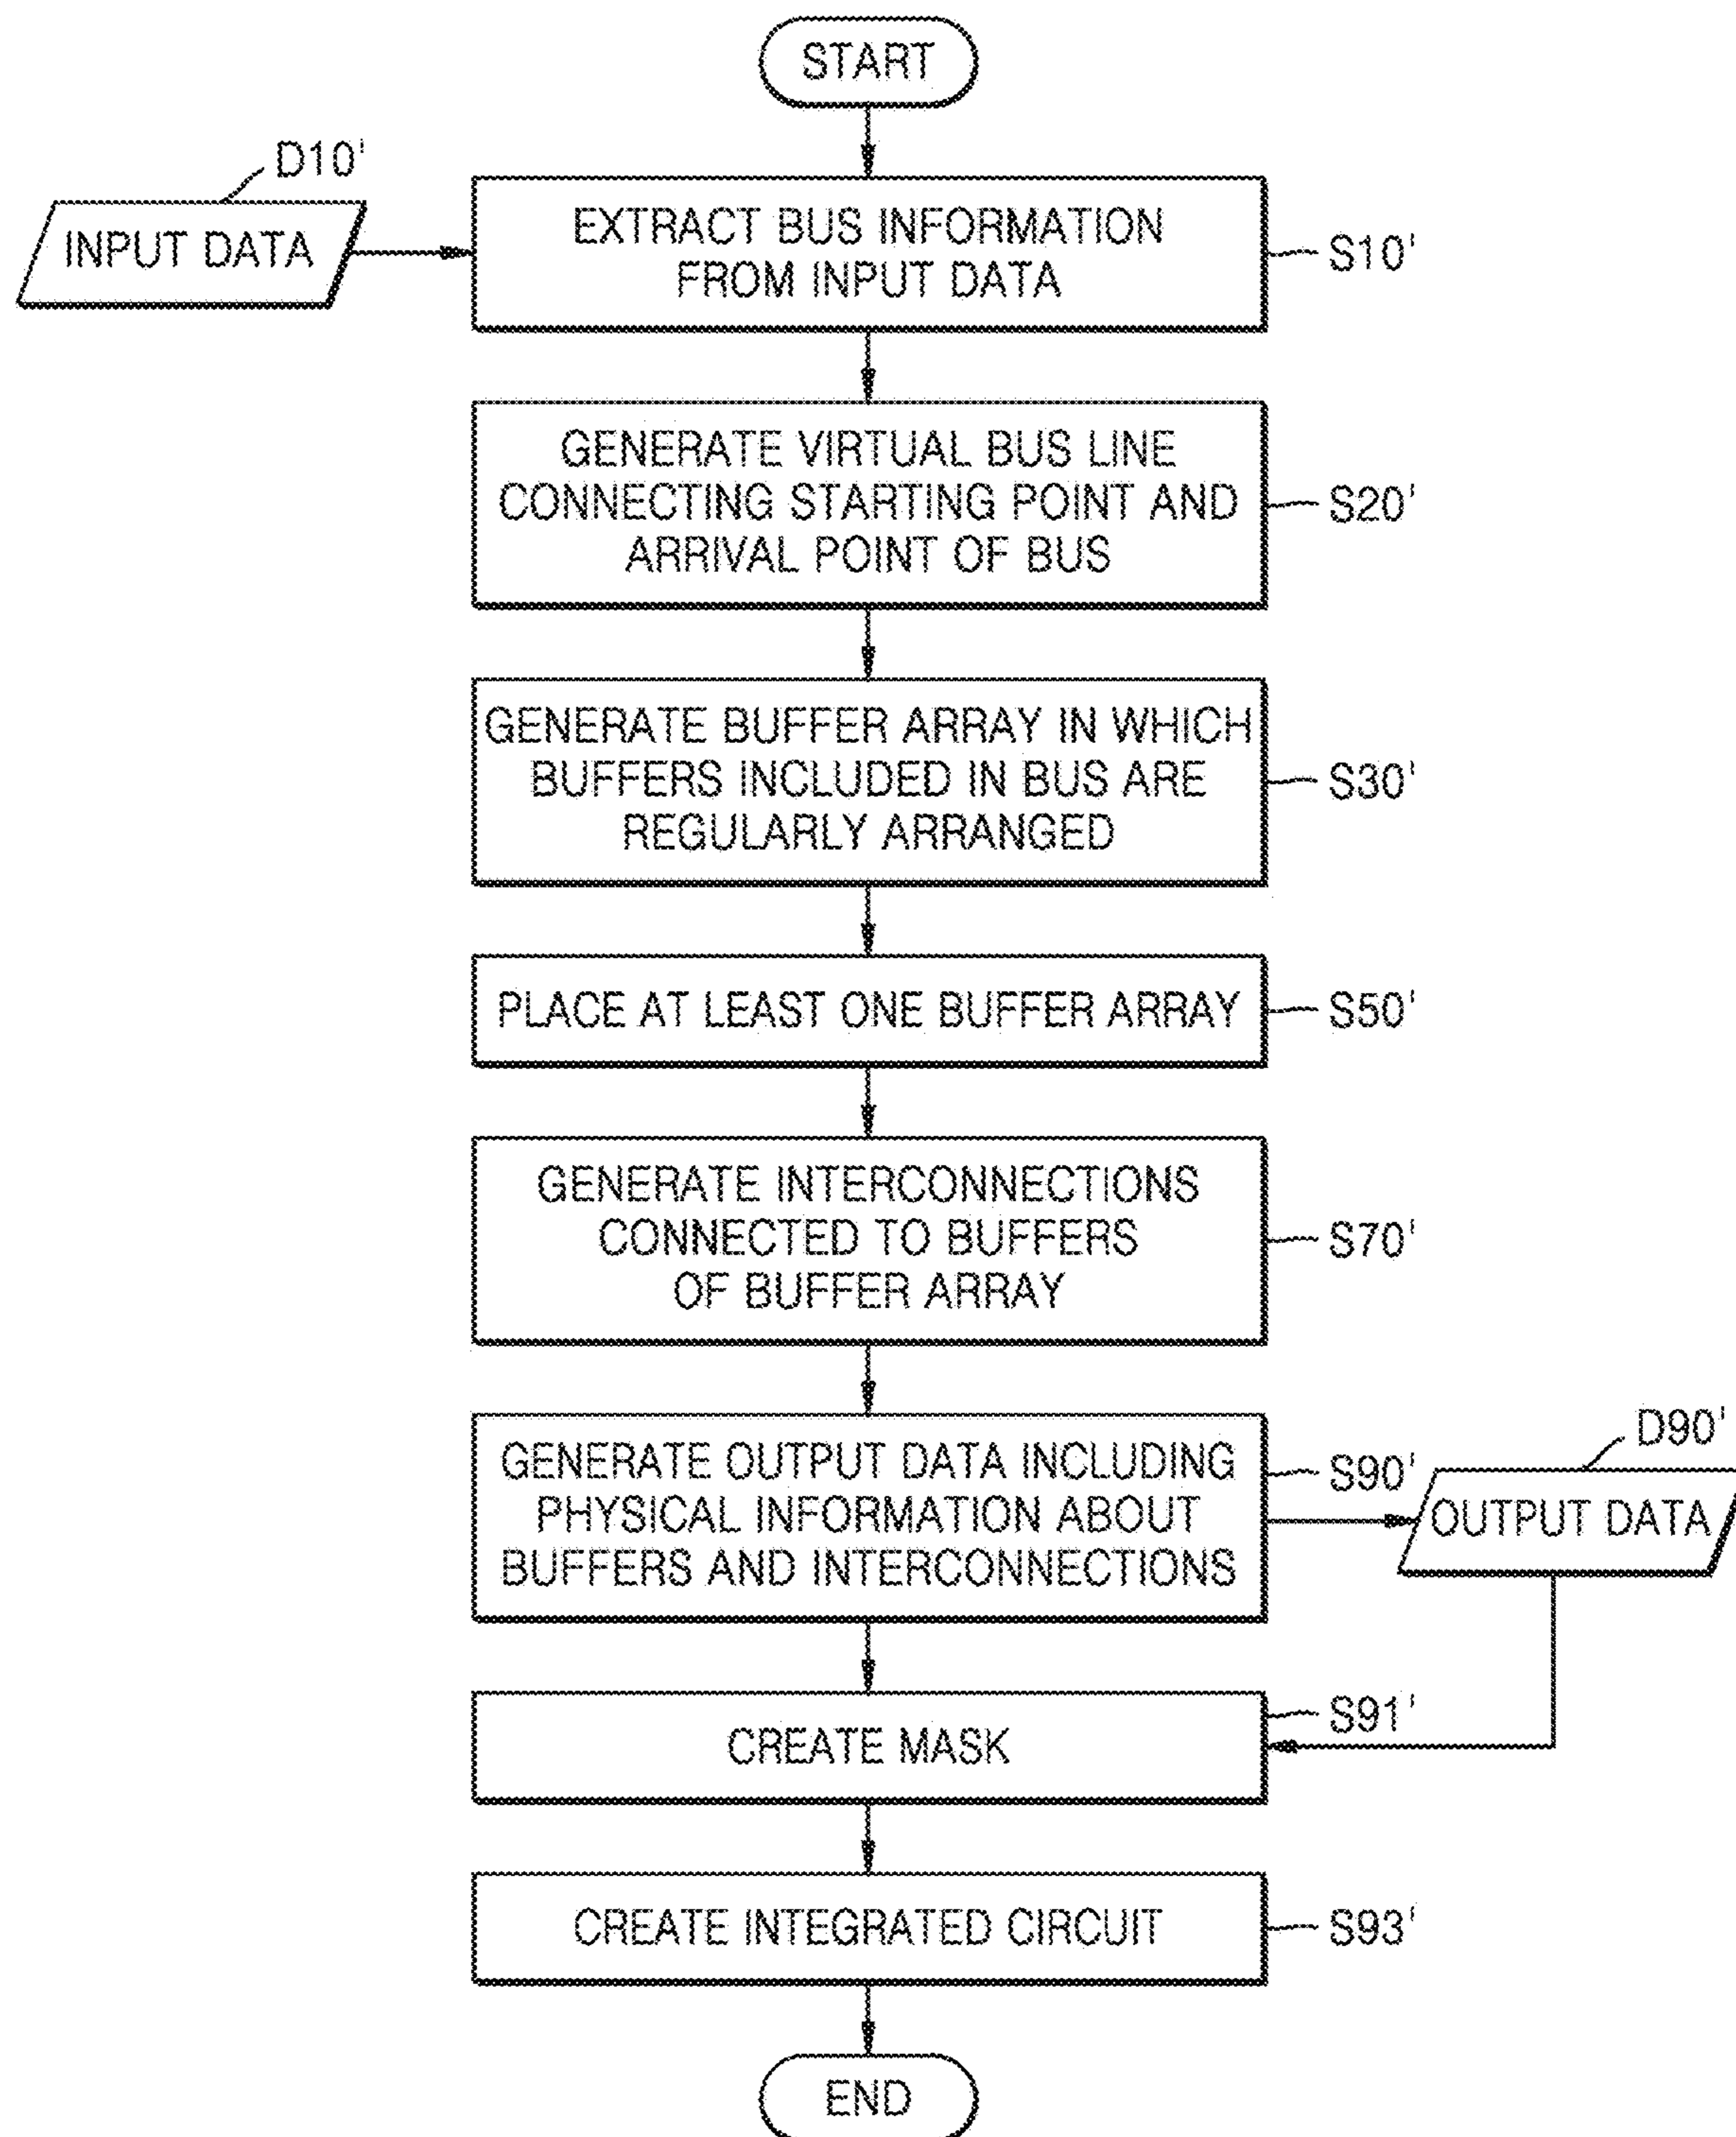 START
D10'
INPUT DATA
EXTRACT BUS INFORMATION
FROM INPUT DATA
S10'
GENERATE VIRTUAL BUS LINE
CONNECTING STARTING POINT AND
ARRIVAL POINT OF BUS
S20'
GENERATE BUFFER ARRAY IN WHICH
BUFFERS INCLUDED IN BUS ARE
REGULARLY ARRANGED
S30'
PLACE AT LEAST ONE BUFFER ARRAY
S50'
GENERATE INTERCONNECTIONS
CONNECTED TO BUFFERS
OF BUFFER ARRAY
S70'
GENERATE OUTPUT DATA INCLUDING
PHYSICAL INFORMATION ABOUT
BUFFERS AND INTERCONNECTIONS
S90'
D90'
OUTPUT DATA
CREATE MASK
S91'
CREATE INTEGRATED CIRCUIT
S93'
END